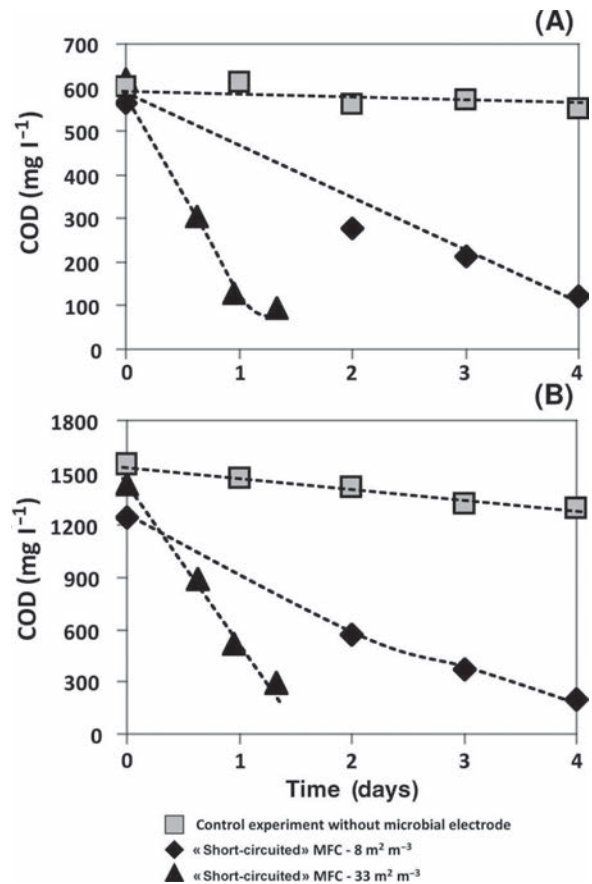 (A)
COD (mg l⁻¹)
700
600
500
400
300
200
100
0
0 1 2 3 4
(B)
COD (mg l⁻¹)
1800
1500
1200
900
600
300
0
0 1 2 3 4
Time (days)
Control experiment without microbial electrode
«Short-circuited» MFC - 8 m² m⁻³
«Short-circuited» MFC - 33 m² m⁻³